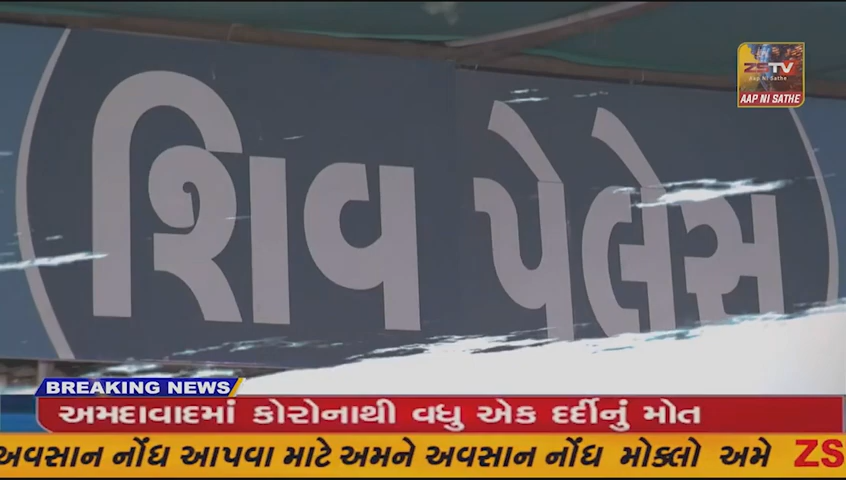 ZSTV
Aap ni Sathe
AAP NI SATHE
શિવ પેલેસ
BREAKING NEWS
અમદાવાદમાં કોરોનાથી વધુ એક દર્દીનું મોત
અવસાન નોંધ આપવા માટે અમને અવસાન નોંધ મોકલો અમે ZS